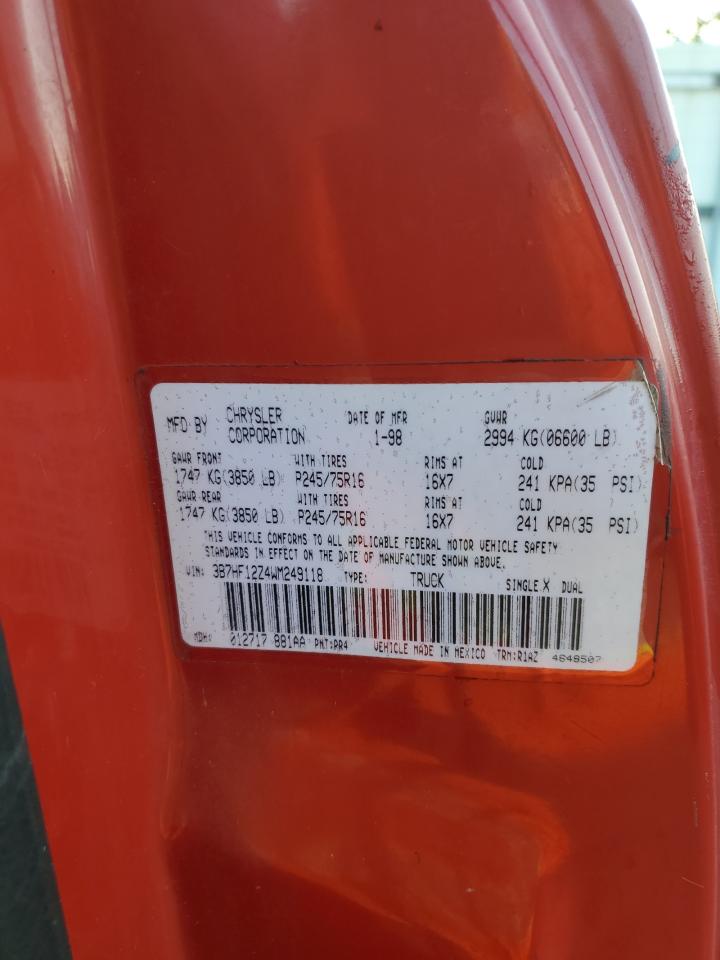 MFD BY CHRYSLER CORPORATION DATE OF MFR 1-98 GVWR 2994 KG(06600 LB)
GAWR FRONT WITH TIRES RIMS AT COLD
1747 KG(3850 LB) P245/75R16 16X7 241 KPA(35 PSI)
GAWR REAR WITH TIRES RIMS AT COLD
1747 KG(3850 LB) P245/75R16 16X7 241 KPA(35 PSI)
THIS VEHICLE CONFORMS TO ALL APPLICABLE FEDERAL MOTOR VEHICLE SAFETY
STANDARDS IN EFFECT ON THE DATE OF MANUFACTURE SHOWN ABOVE.
VIN: 3B7HF12Z4WM249118 TYPE: TRUCK SINGLE X DUAL
MDH: 012717 881AA PNT:PR4 VEHICLE MADE IN MEXICO TRM:R1AZ 4648507